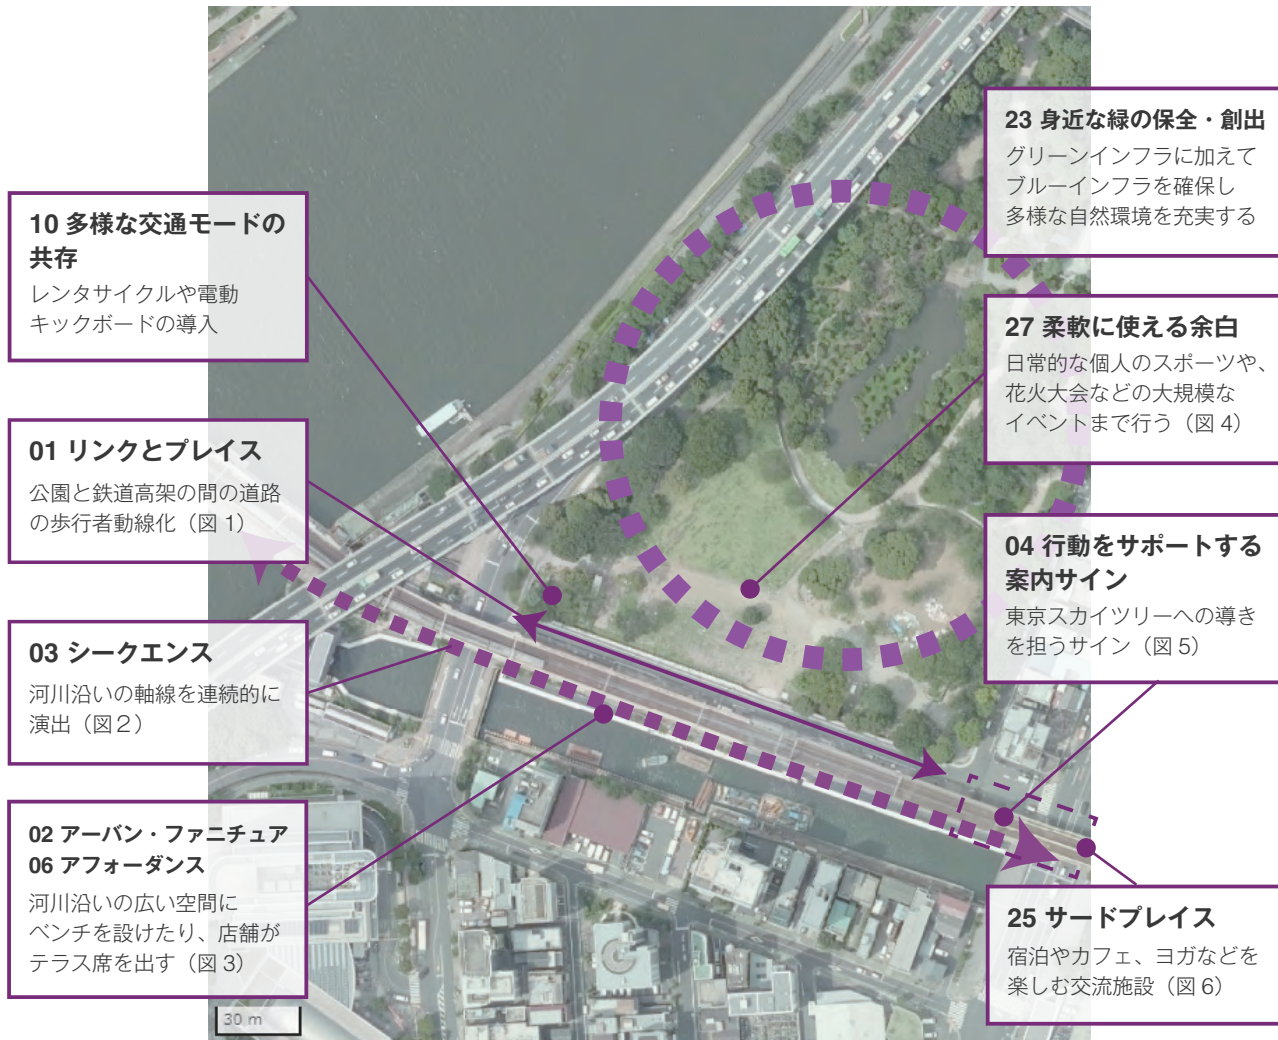 10 多様な交通モードの
共存
レンタサイクルや電動
キックボードの導入
01 リンクとプレイス
公園と鉄道高架の間の道路
の歩行者動線化（図 1）
03 シークエンス
河川沿いの軸線を連続的に
演出（図２）
02 アーバン・ファニチュア
06 アフォーダンス
河川沿いの広い空間に
ベンチを設けたり、店舗が
テラス席を出す（図 3）
30 m
23 身近な緑の保全・創出
グリーンインフラに加えて
ブルーインフラを確保し
多様な自然環境を充実する
27 柔軟に使える余白
日常的な個人のスポーツや、
花火大会などの大規模な
イベントまで行う（図 4）
04 行動をサポートする
案内サイン
東京スカイツリーへの導き
を担うサイン（図 5）
25 サードプレイス
宿泊やカフェ、ヨガなどを
楽しむ交流施設（図 6）